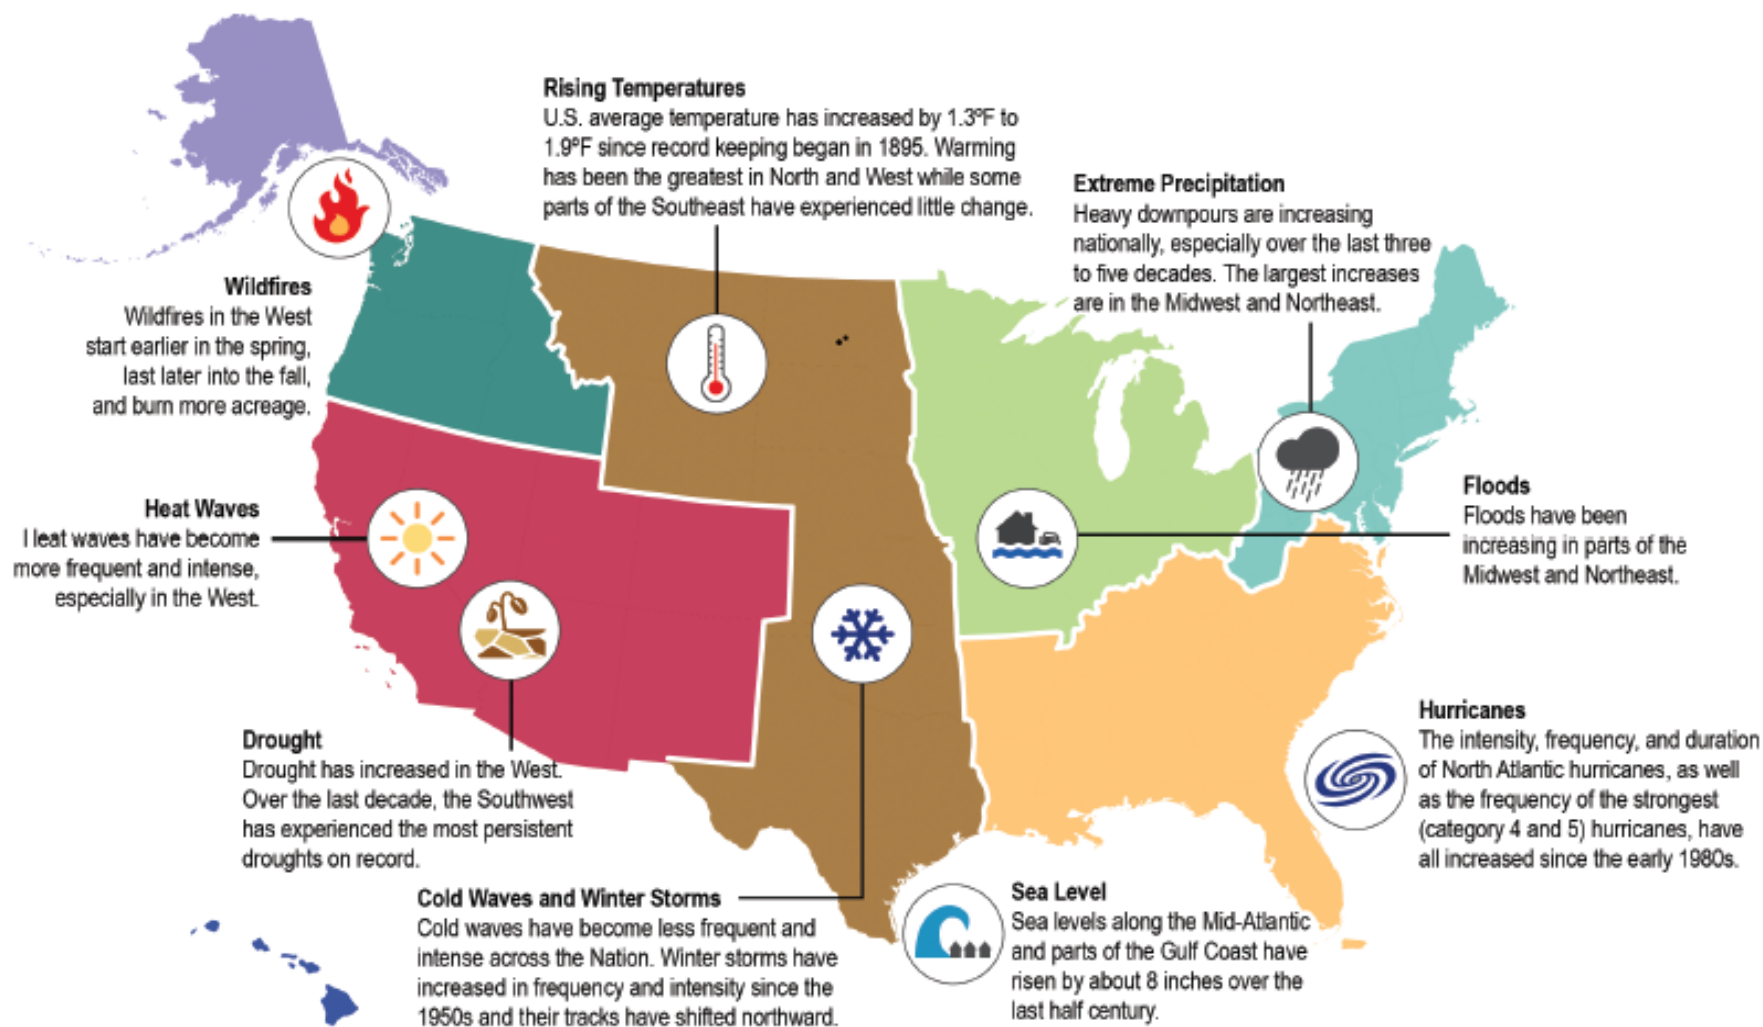 Rising Temperatures
U.S. average temperature has increased by 1.3ºF to
1.9ºF since record keeping began in 1895. Warming
has been the greatest in North and West while some
parts of the Southeast have experienced little change.
Extreme Precipitation
Heavy downpours are increasing
nationally, especially over the last three
to five decades. The largest increases
are in the Midwest and Northeast.
Wildfires
Wildfires in the West
start earlier in the spring,
last later into the fall,
and burn more acreage.
Heat Waves
I leat waves have become
more frequent and intense,
especially in the West.
Floods
Floods have been
increasing in parts of the
Midwest and Northeast.
Drought
Drought has increased in the West.
Over the last decade, the Southwest
has experienced the most persistent
droughts on record.
Hurricanes
The intensity, frequency, and duration
of North Atlantic hurricanes, as well
as the frequency of the strongest
(category 4 and 5) hurricanes, have
all increased since the early 1980s.
Cold Waves and Winter Storms
Cold waves have become less frequent and
intense across the Nation. Winter storms have
increased in frequency and intensity since the
1950s and their tracks have shifted northward.
Sea Level
Sea levels along the Mid-Atlantic
and parts of the Gulf Coast have
risen by about 8 inches over the
last half century.